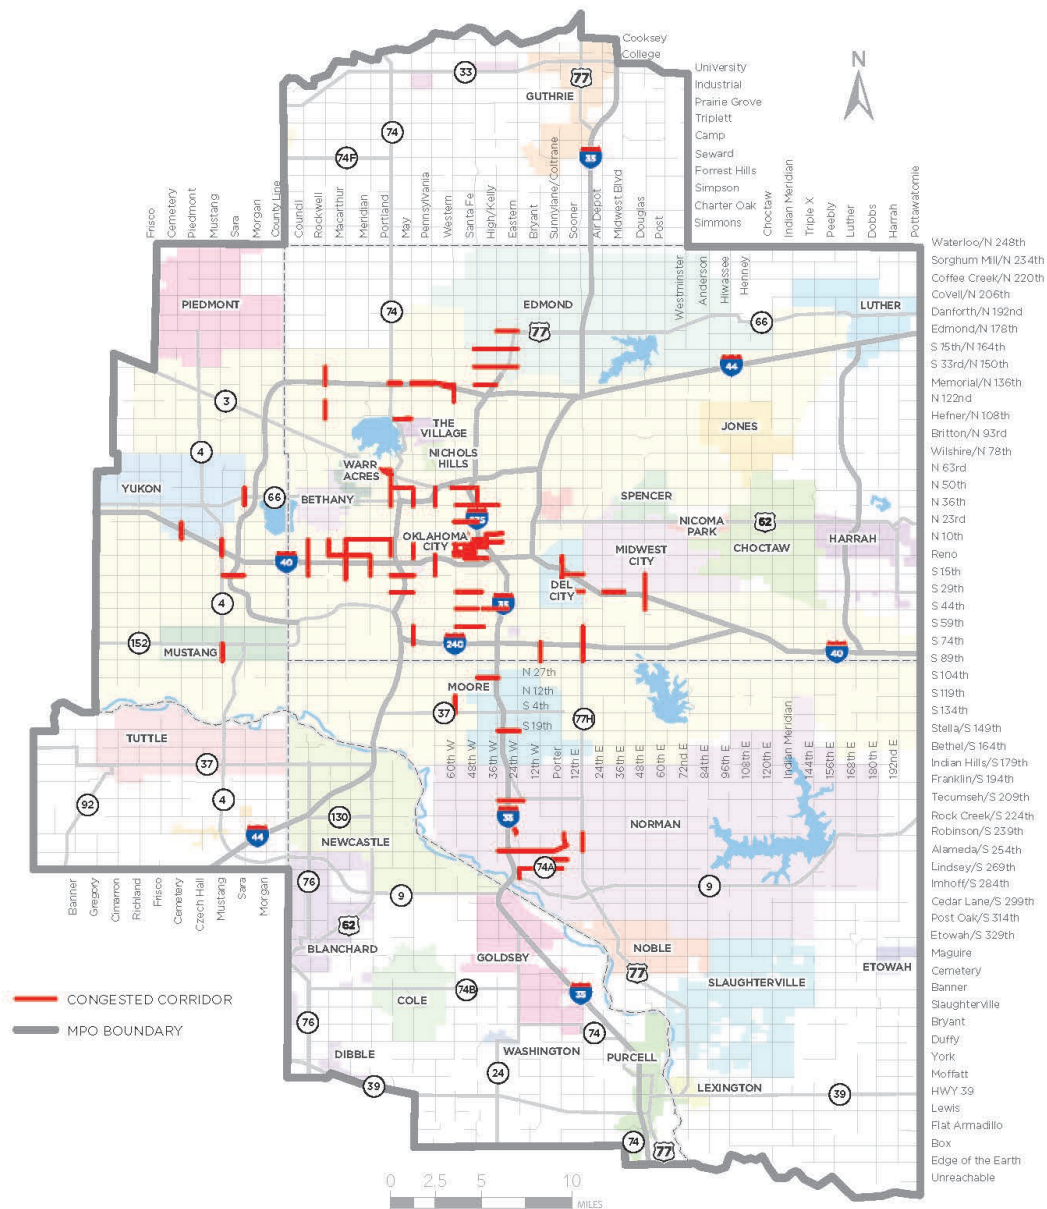 Cooksey
College
University
Industrial
Prairie Grove
Triplett
Camp
Seward
Forrest Hills
Simpson
Charter Oak
Simmons
N
33
77
GUTHRIE
74
74F
35
Frisco
Cemetery
Piedmont
Mustang
Sara
Morgan
County Line
Council
Rockwell
Macarthur
Meridian
Portland
May
Pennsylvania
Western
Santa Fe
High/Kelly
Eastern
Bryant
Sunnylane/Coltrane
Sooner
Air Depot
Midwest Blvd
Douglas
Post
Westminster
Anderson
Hiwassee
Henney
Choctaw
Indian Meridian
Triple X
Peebly
Luther
Dobbs
Harrah
Pottawatomie
Waterloo/N 248th
Sorghum Mill/N 234th
Coffee Creek/N 220th
Covell/N 206th
Danforth/N 192nd
Edmond/N 178th
S 15th/N 164th
S 33rd/N 150th
Memorial/N 136th
N 122nd
Hefner/N 108th
Britton/N 93rd
Wilshire/N 78th
N 63rd
N 50th
N 36th
N 23rd
N 10th
Reno
S 15th
S 29th
S 44th
S 59th
S 74th
S 89th
S 104th
S 119th
S 134th
Stella/S 149th
Bethel/S 164th
Indian Hills/S 179th
Franklin/S 194th
Tecumseh/S 209th
Rock Creek/S 224th
Robinson/S 239th
Alameda/S 254th
Lindsey/S 269th
Imhoff/S 284th
Cedar Lane/S 299th
Post Oak/S 314th
Etowah/S 329th
Maguire
Cemetery
Banner
Slaughterville
Bryant
Duffy
York
Moffatt
HWY 39
Lewis
Flat Armadillo
Box
Edge of the Earth
Unreachable
PIEDMONT
74
EDMOND
77
66
LUTHER
44
3
4
THE
VILLAGE
NICHOLS
HILLS
JONES
WARR
ACRES
YUKON
66
BETHANY
SPENCER
NICOMA
PARK
62
CHOCTAW
HARRAH
OKLAHOMA
CITY
MIDWEST
CITY
40
DEL
CITY
4
35
152
MUSTANG
240
40
MOORE
N 27th
N 12th
S 4th
S 19th
37
77H
60th W
48th W
36th W
24th W
12th W
Porter
12th E
24th E
36th E
48th E
60th E
72nd E
84th E
96th E
108th E
120th E
Indian Meridian
144th E
156th E
168th E
180th E
192nd E
TUTTLE
37
92
4
44
130
NEWCASTLE
35
NORMAN
74A
Banner
Gregory
Cimarron
Richland
Frisco
Cemetery
Czech Hall
Mustang
Sara
Morgan
76
9
9
62
BLANCHARD
GOLDSBY
NOBLE
77
SLAUGHTERVILLE
ETOWAH
COLE
74B
35
76
74
DIBBLE
WASHINGTON
PURCELL
24
39
LEXINGTON
39
74
77
CONGESTED CORRIDOR
MPO BOUNDARY
0 2.5 5 10
MILES